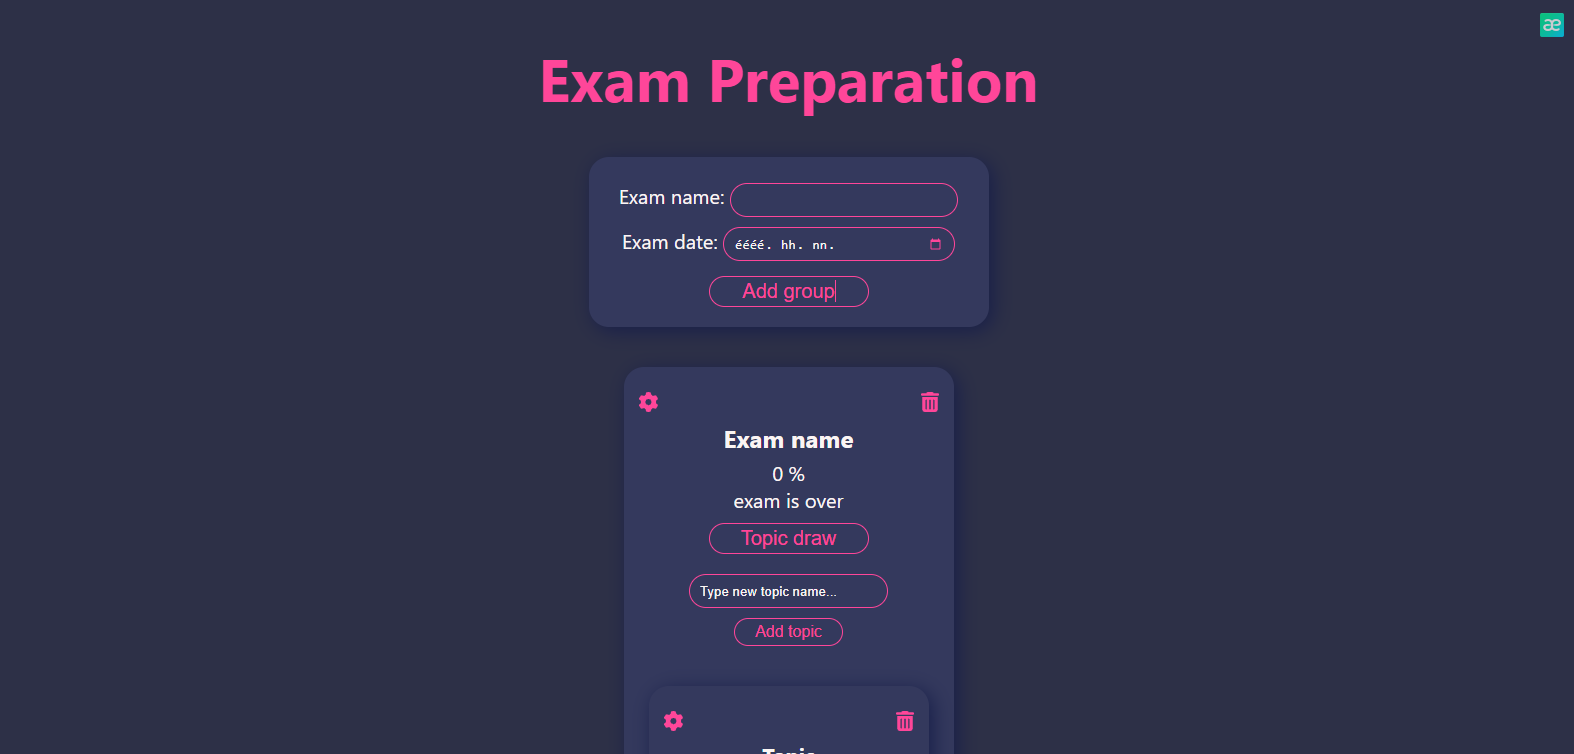 æ
Exam Preparation
Exam name:
Exam date: éééé. hh. nn.
Add group
Exam name
0 %
exam is over
Topic draw
Type new topic name...
Add topic
Topic